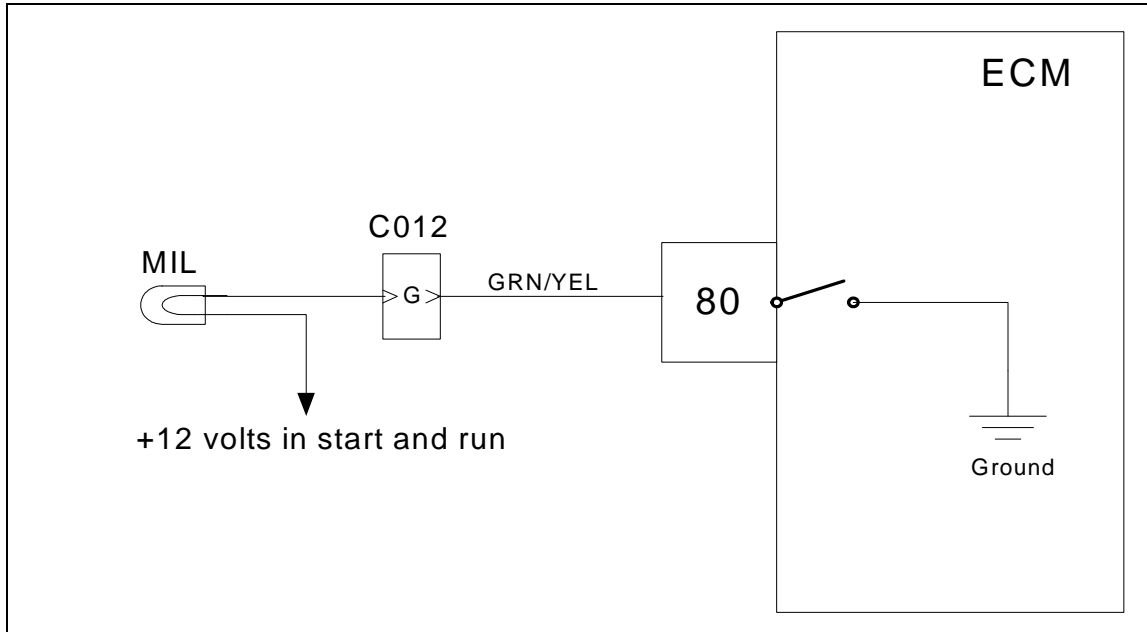 ECM
C012
MIL
G
GRN/YEL
80
+12 volts in start and run
Ground